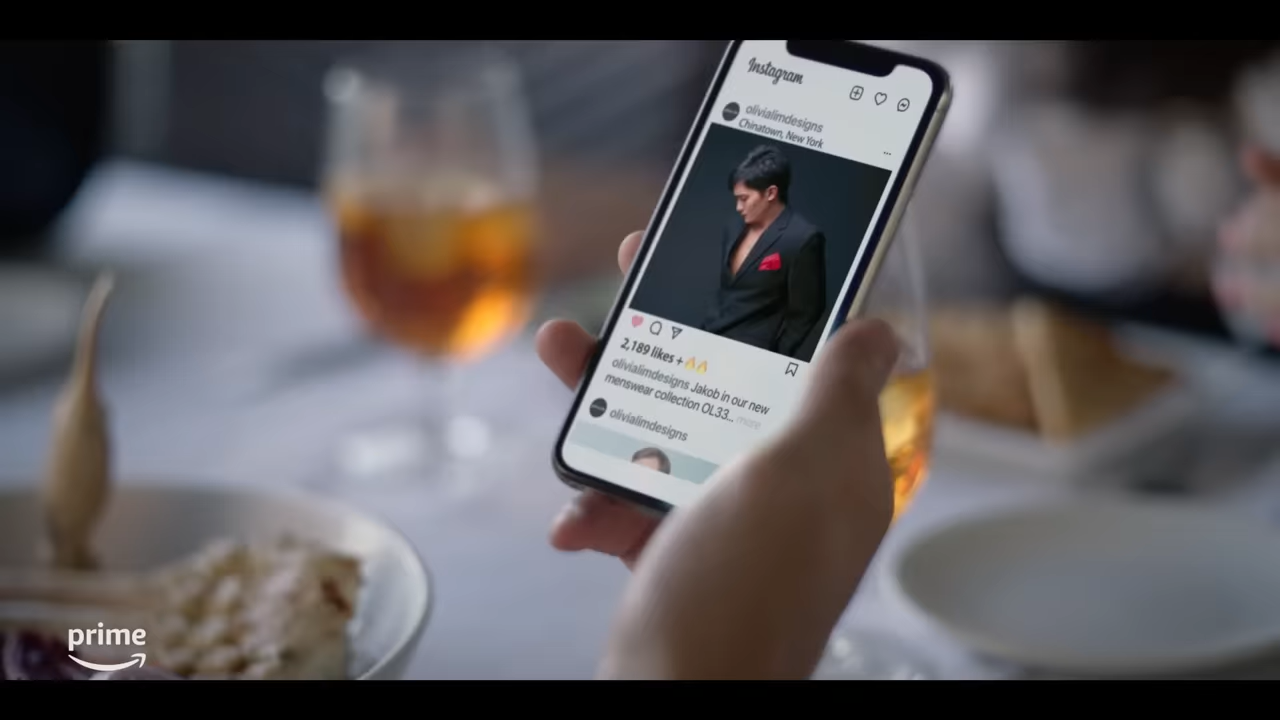 Instagram
olivialimdesigns
Chinatown, New York
2,189 likes + 🔥🔥
olivialimdesigns Jakob in our new
menswear collection OL33... more
olivialimdesigns
prime